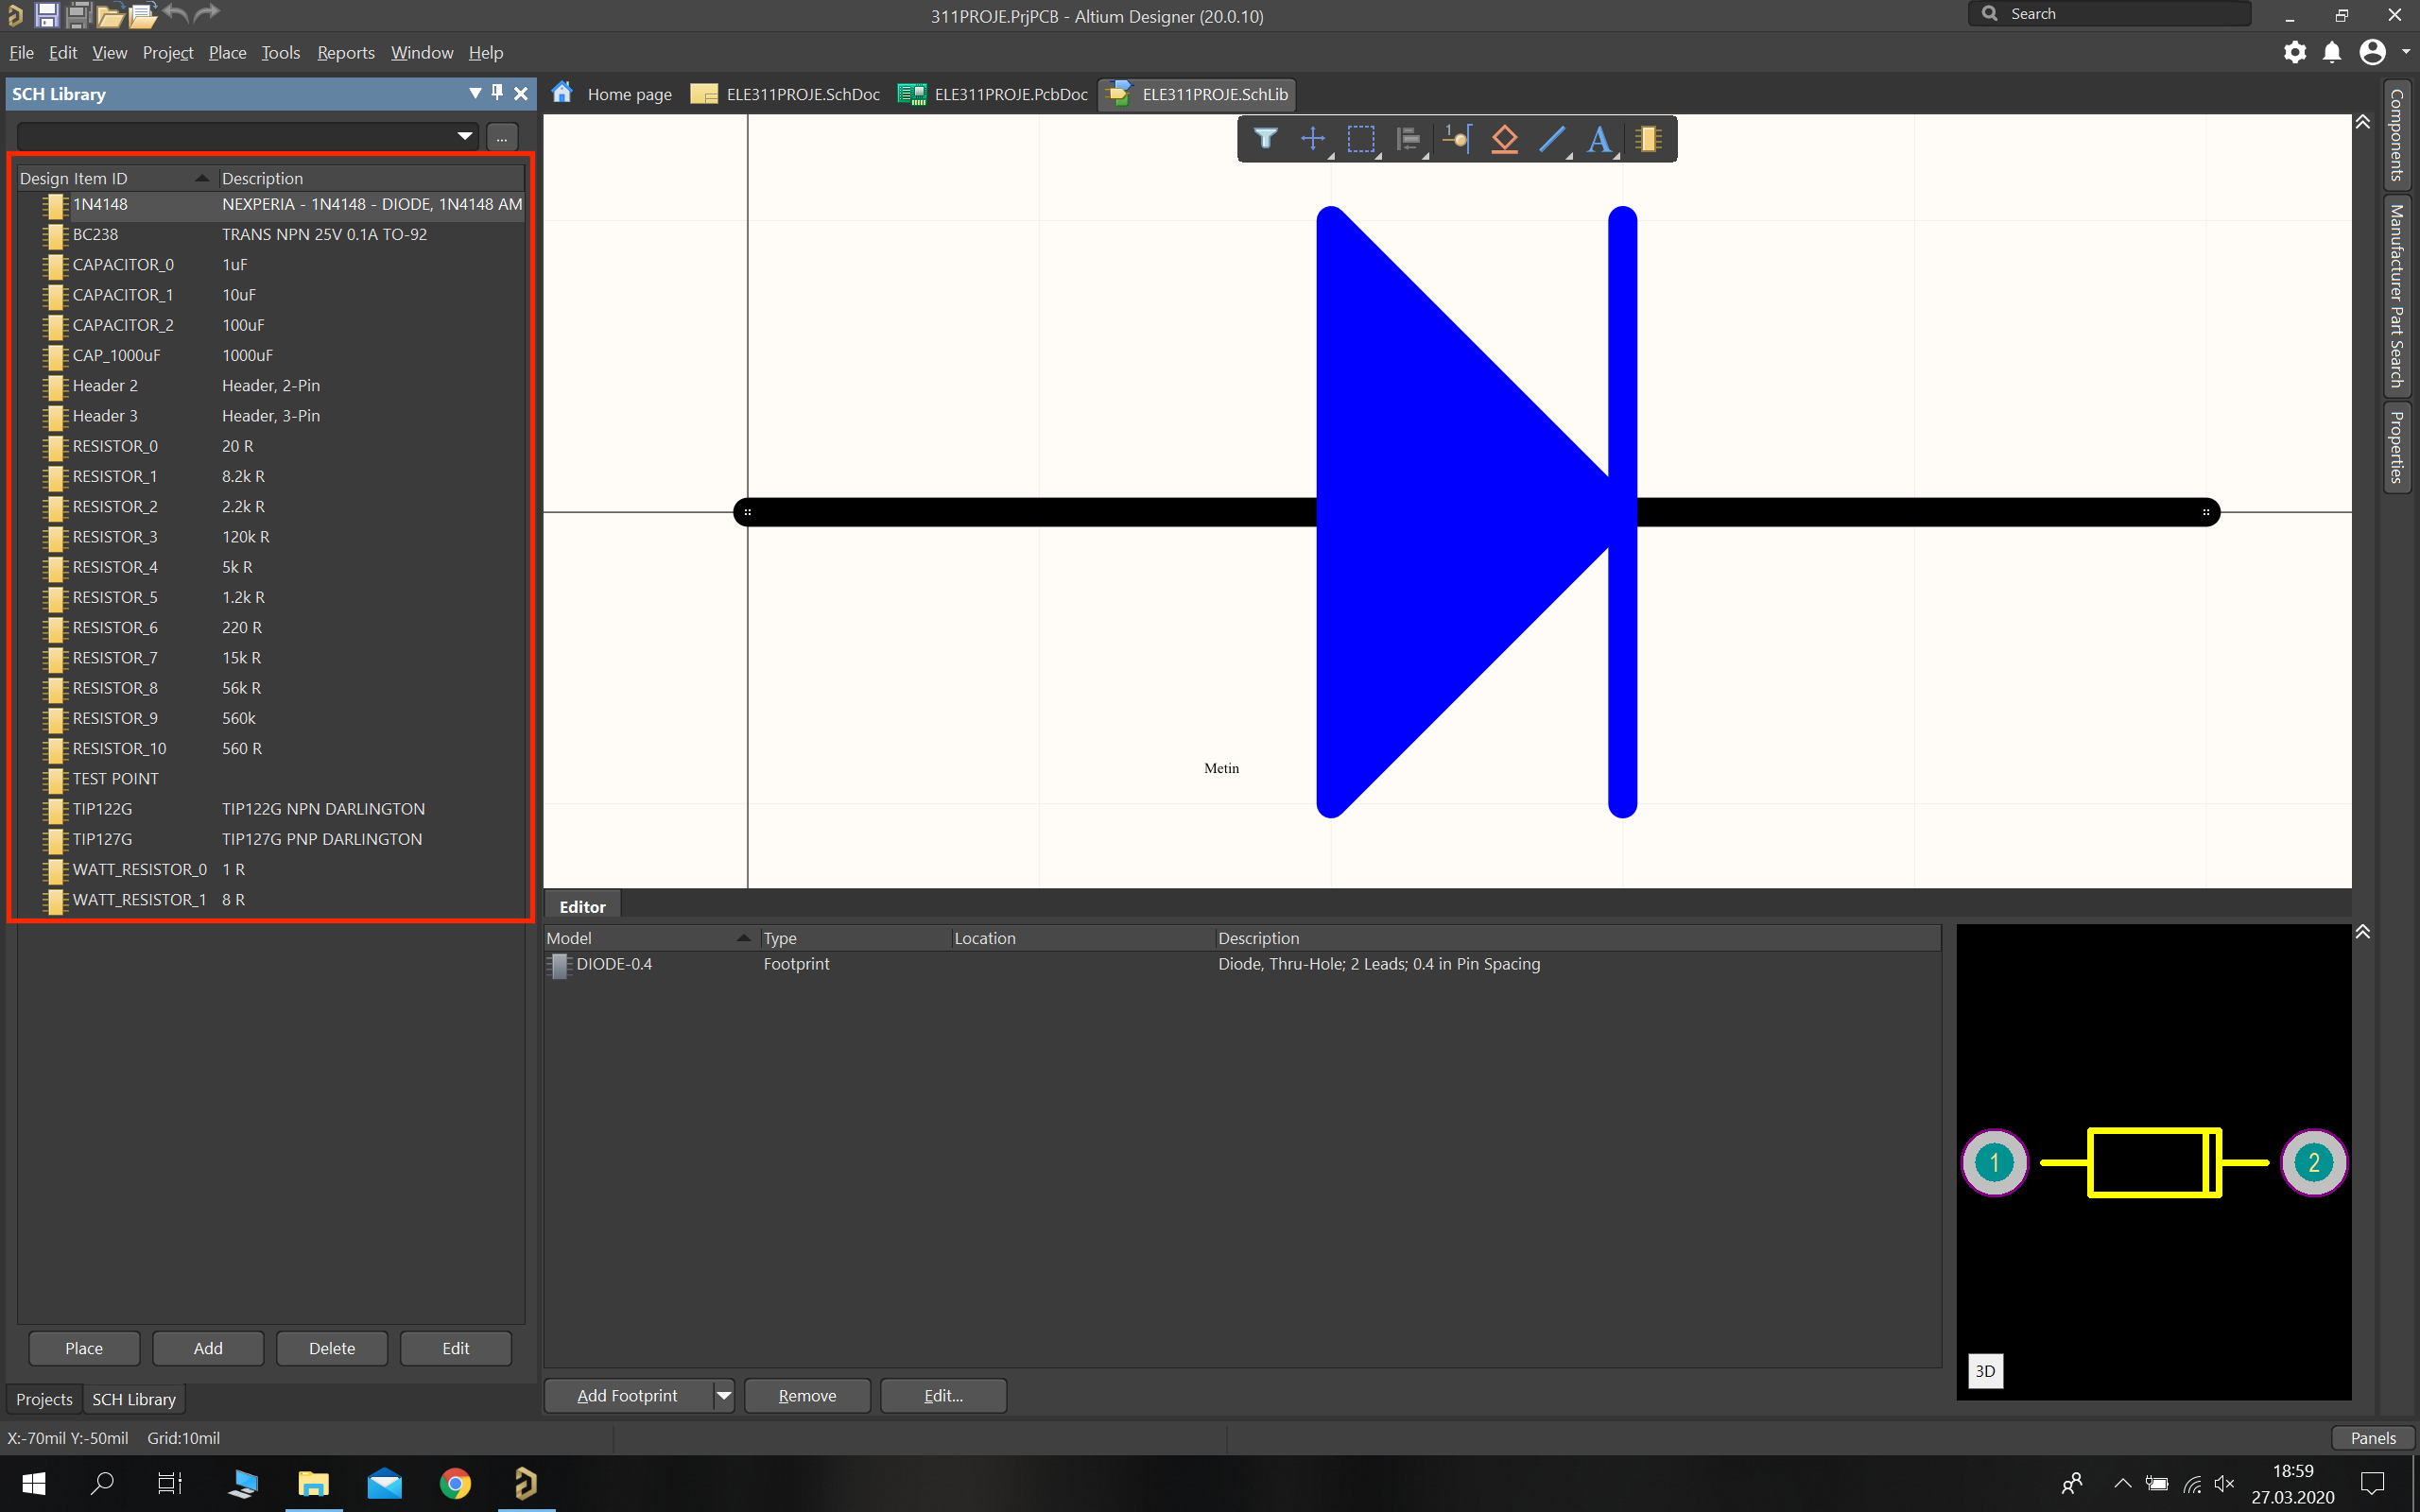 311PROJE.PrjPCB - Altium Designer (20.0.10)
Search
File Edit View Project Place Tools Reports Window Help
SCH Library
Home page ELE311PROJE.SchDoc ELE311PROJE.PcbDoc ELE311PROJE.SchLib
...
Design Item ID Description
1N4148 NEXPERIA - 1N4148 - DIODE, 1N4148 AM
BC238 TRANS NPN 25V 0.1A TO-92
CAPACITOR_0 1uF
CAPACITOR_1 10uF
CAPACITOR_2 100uF
CAP_1000uF 1000uF
Header 2 Header, 2-Pin
Header 3 Header, 3-Pin
RESISTOR_0 20 R
RESISTOR_1 8.2k R
RESISTOR_2 2.2k R
RESISTOR_3 120k R
RESISTOR_4 5k R
RESISTOR_5 1.2k R
RESISTOR_6 220 R
RESISTOR_7 15k R
RESISTOR_8 56k R
RESISTOR_9 560k
RESISTOR_10 560 R
TEST POINT
TIP122G TIP122G NPN DARLINGTON
TIP127G TIP127G PNP DARLINGTON
WATT_RESISTOR_0 1 R
WATT_RESISTOR_1 8 R
Place Add Delete Edit
Projects SCH Library
Metin
Components
Manufacturer Part Search
Properties
Editor
Model Type Location Description
DIODE-0.4 Footprint Diode, Thru-Hole; 2 Leads; 0.4 in Pin Spacing
1 2
3D
Add Footprint Remove Edit...
X:-70mil Y:-50mil Grid:10mil
Panels
18:59
27.03.2020